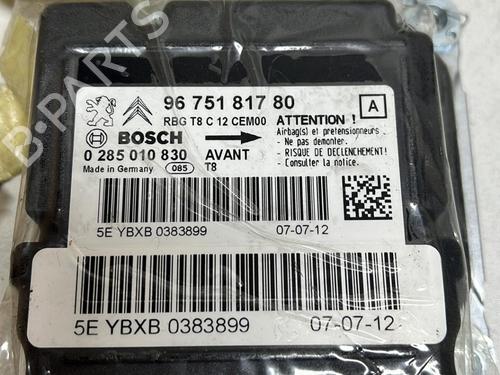 96 751 817 80
RBG T8 C 12 CEM00
ATTENTION !
A
BOSCH
Airbag(s) et pretensionneurs
- Ne pas demonter.
0 285 010 830 AVANT
- RISQUE DE DECLENCHEMENT!
Made in Germany 085 T8
- Consulter la notice.
5E YBXB 0383899 07-07-12
5E YBXB 0383899 07-07-12
B-PARTS